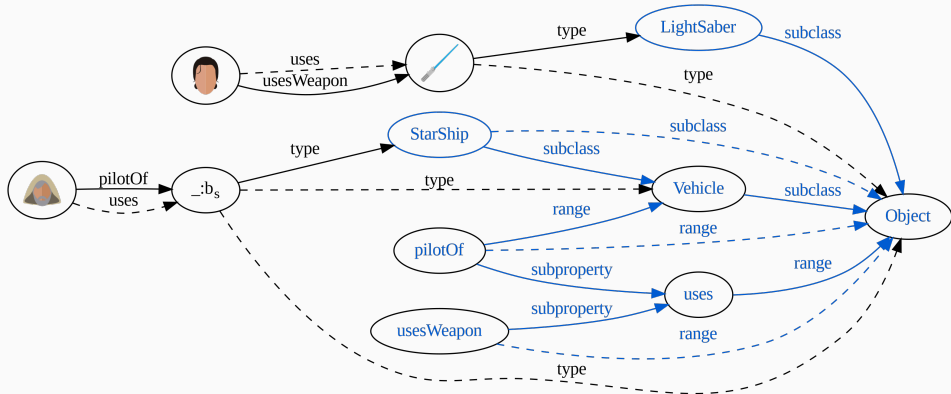 type
LightSaber
subclass
uses
usesWeapon
type
type
StarShip
subclass
subclass
pilotOf
uses
_:bs
type
Vehicle
subclass
Object
range
range
pilotOf
subproperty
range
uses
subproperty
usesWeapon
range
type